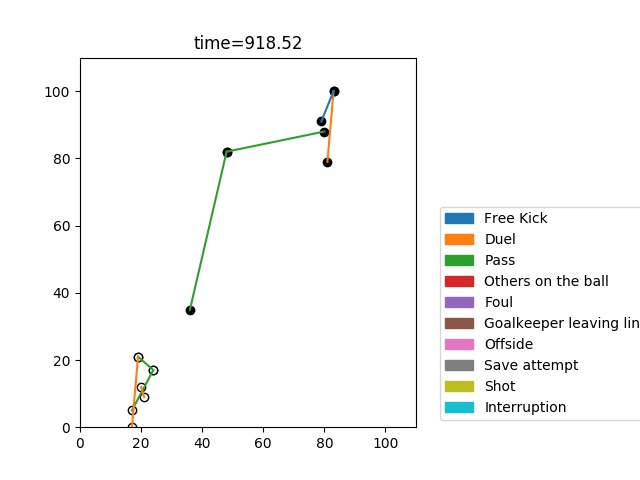 time=918.52
100
80
60
40
20
0
0 20 40 60 80 100
Free Kick
Duel
Pass
Others on the ball
Foul
Goalkeeper leaving lin
Offside
Save attempt
Shot
Interruption